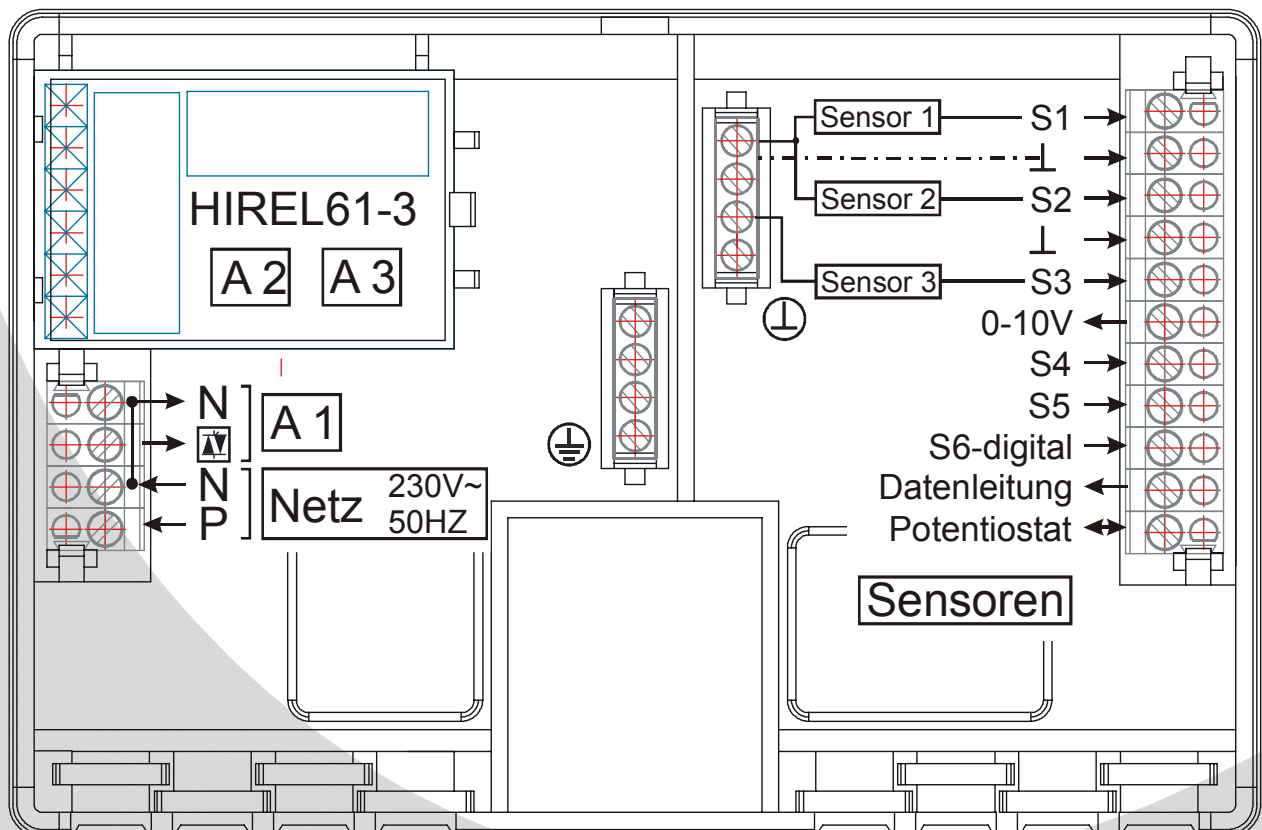 HIREL61-3
A 2
A 3
N
A 1
N
P
Netz
230V~
50HZ
Sensor 1
S1
Sensor 2
S2
Sensor 3
S3
0-10V
S4
S5
S6-digital
Datenleitung
Potentiostat
Sensoren